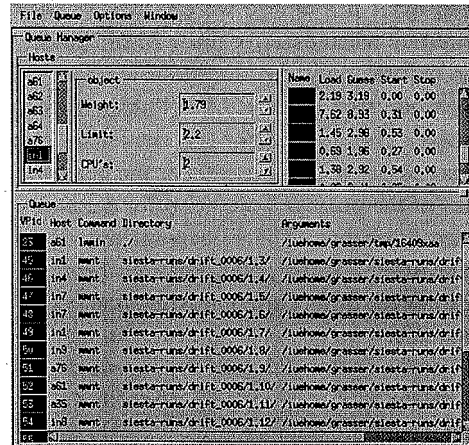 File Queue Options Window
Queue Manager
Hosts
a61
a62
a63
a64
a76
in1
in4
object
Weight: 1.79
Limit: 2.2
CPU's: 2
Name Load Guess Start Stop
2.19 3.19 0.00 0.00
7.62 8.93 0.31 0.00
1.45 2.98 0.53 0.00
0.69 1.96 0.27 0.00
1.38 2.92 0.54 0.00
Queue
VPid Host Command Directory Arguments
23 a61 lmmin ./ /iuehome/grasser/tmp/16409xaa
45 in1 mmnt siesta-runs/drift_0006/1.3/ /iuehome/grasser/siesta-runs/drif
46 in4 mmnt siesta-runs/drift_0006/1.4/ /iuehome/grasser/siesta-runs/drif
47 in7 mmnt siesta-runs/drift_0006/1.5/ /iuehome/grasser/siesta-runs/drif
48 in7 mmnt siesta-runs/drift_0006/1.6/ /iuehome/grasser/siesta-runs/drif
49 in1 mmnt siesta-runs/drift_0006/1.7/ /iuehome/grasser/siesta-runs/drif
50 in9 mmnt siesta-runs/drift_0006/1.8/ /iuehome/grasser/siesta-runs/drif
51 a76 mmnt siesta-runs/drift_0006/1.9/ /iuehome/grasser/siesta-runs/drif
52 a61 mmnt siesta-runs/drift_0006/1.10/ /iuehome/grasser/siesta-runs/drif
53 a35 mmnt siesta-runs/drift_0006/1.11/ /iuehome/grasser/siesta-runs/drif
54 in8 mmnt siesta-runs/drift_0006/1.12/ /iuehome/grasser/siesta-runs/drif